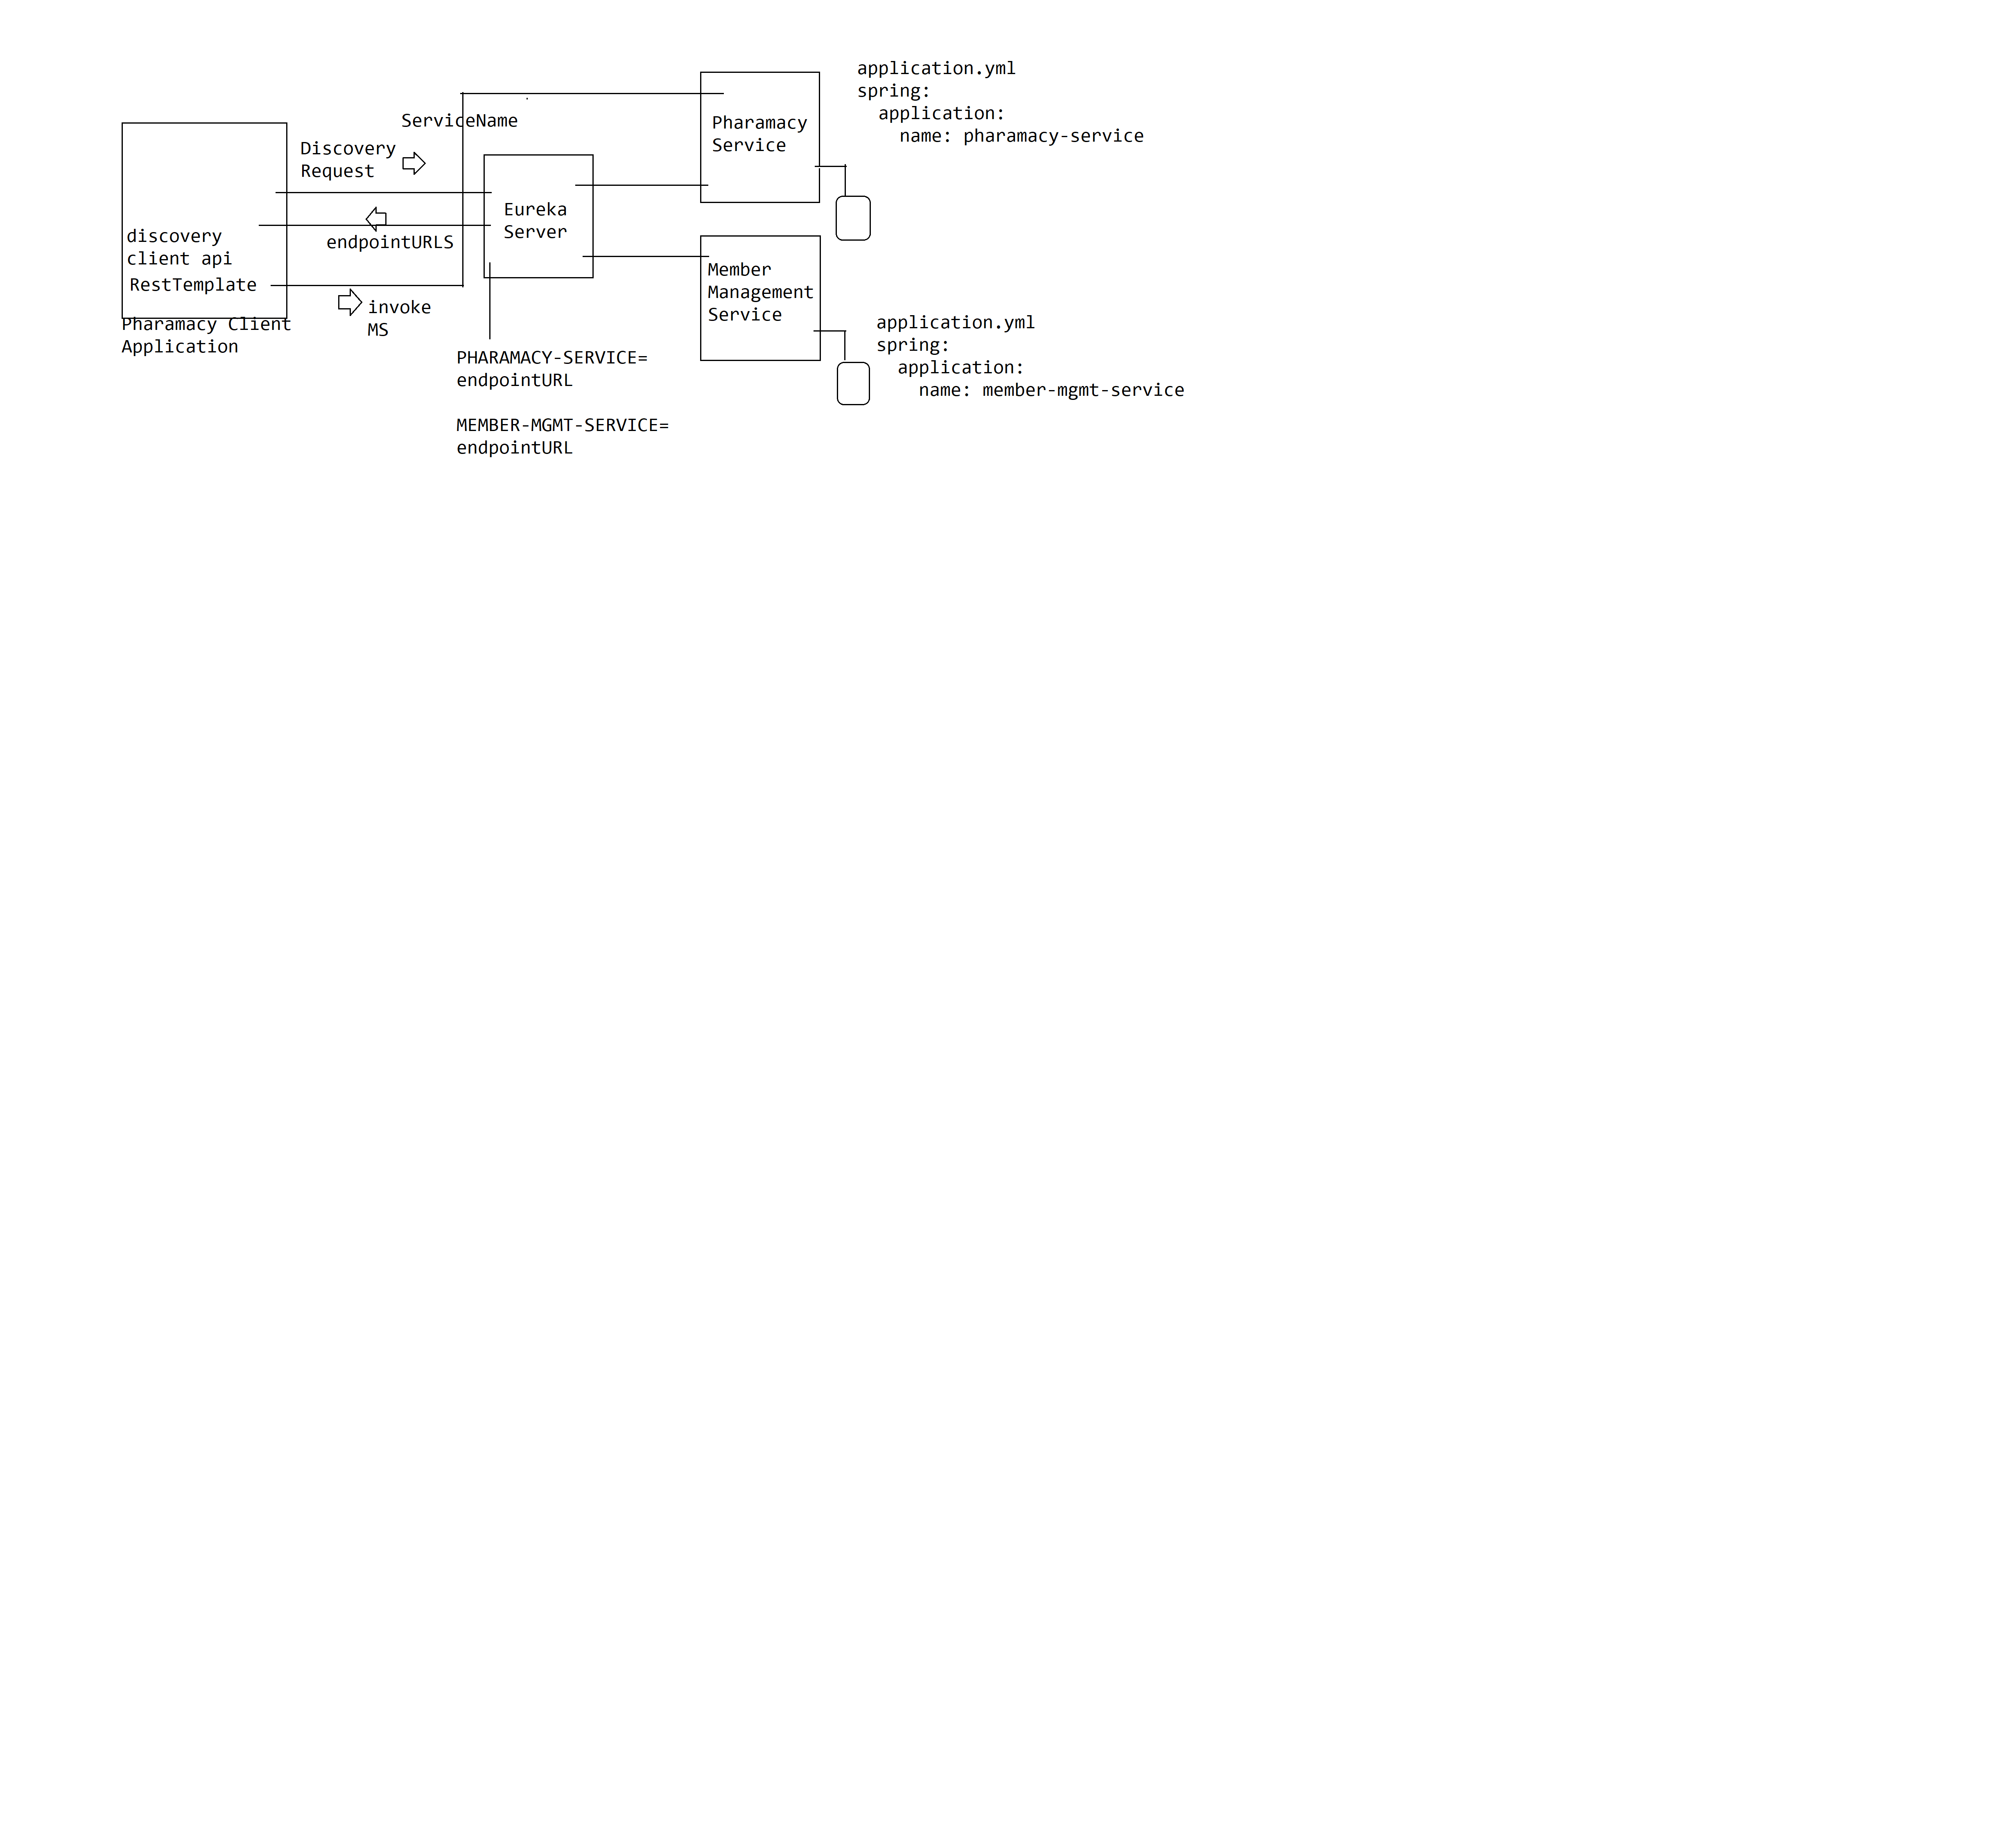 application.yml
spring:
  application:
    name: pharamacy-service
Pharamacy
Service
ServiceName
Discovery
Request
Eureka
Server
discovery
client api
endpointURLS
RestTemplate
invoke
MS
Pharamacy Client
Application
Member
Management
Service
application.yml
spring:
  application:
    name: member-mgmt-service
PHARAMACY-SERVICE=
endpointURL
MEMBER-MGMT-SERVICE=
endpointURL